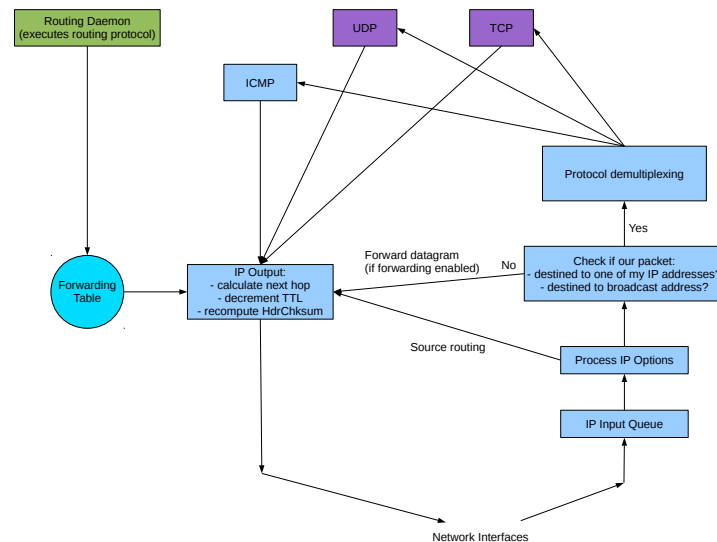 Routing Daemon
(executes routing protocol)
UDP
TCP
ICMP
Protocol demultiplexing
Yes
Forward datagram
(if forwarding enabled)
No
Check if our packet:
- destined to one of my IP addresses?
- destined to broadcast address?
IP Output:
- calculate next hop
- decrement TTL
- recompute HdrChksum
Forwarding
Table
Source routing
Process IP Options
IP Input Queue
Network Interfaces